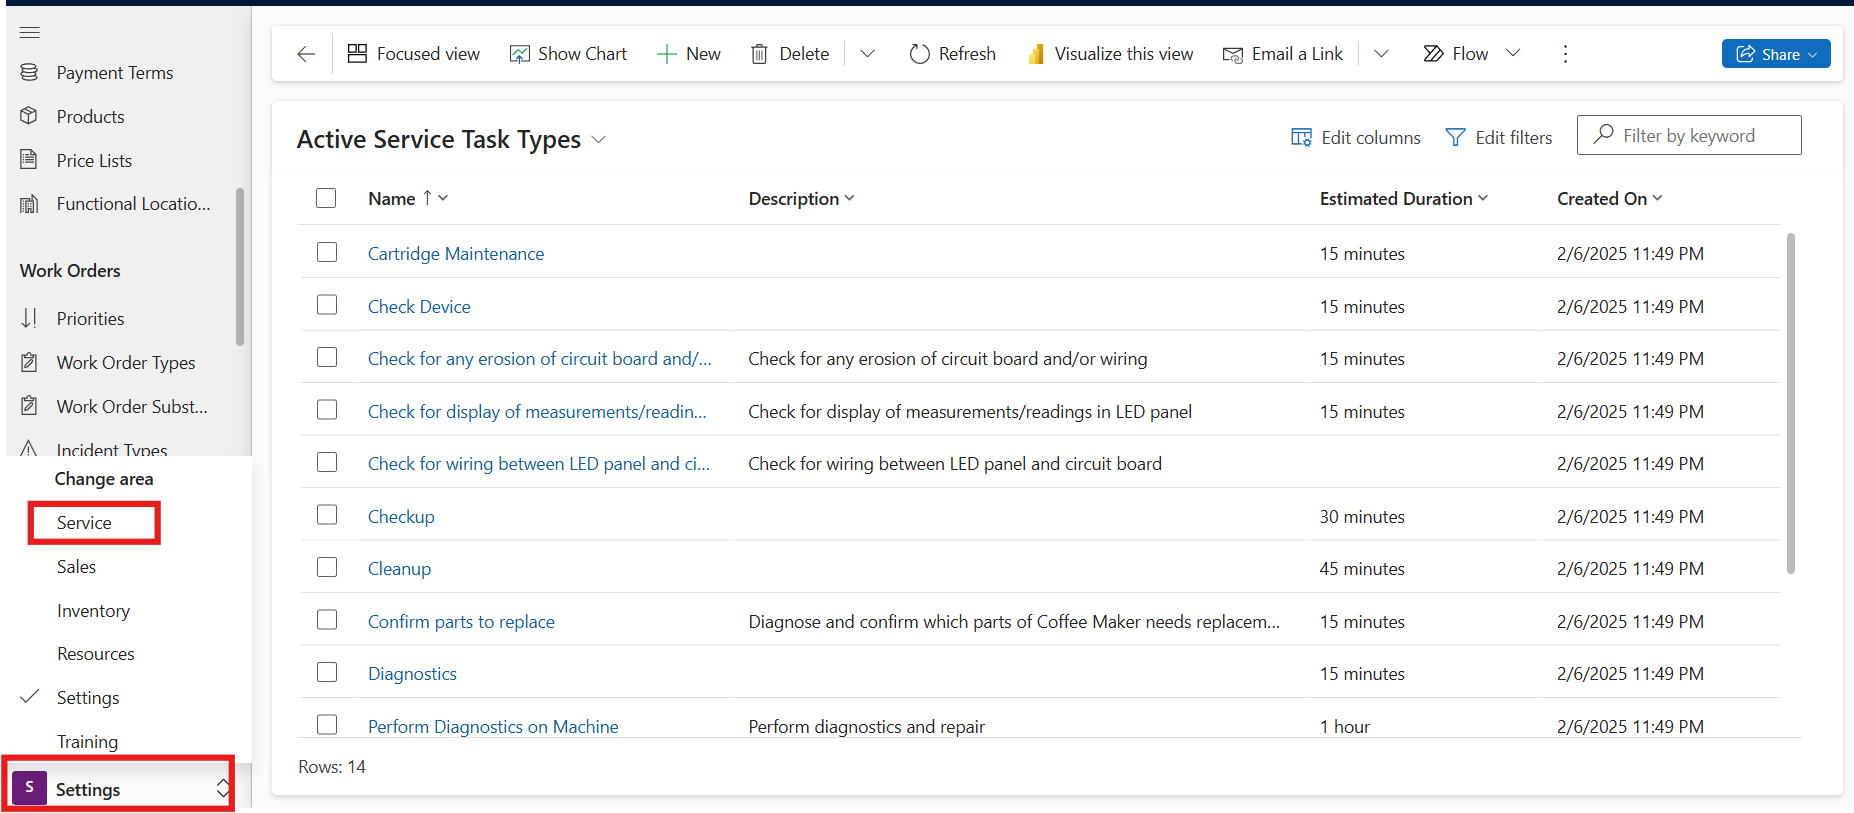 Focused view
Show Chart
New
Delete
Refresh
Visualize this view
Email a Link
Flow
Share
Payment Terms
Products
Price Lists
Functional Locatio...
Work Orders
Priorities
Work Order Types
Work Order Subst...
Incident Types
Change area
Service
Sales
Inventory
Resources
Settings
Training
S Settings
Active Service Task Types
Edit columns
Edit filters
Filter by keyword
Name Description Estimated Duration Created On
Cartridge Maintenance 15 minutes 2/6/2025 11:49 PM
Check Device 15 minutes 2/6/2025 11:49 PM
Check for any erosion of circuit board and/... Check for any erosion of circuit board and/or wiring 15 minutes 2/6/2025 11:49 PM
Check for display of measurements/readin... Check for display of measurements/readings in LED panel 15 minutes 2/6/2025 11:49 PM
Check for wiring between LED panel and ci... Check for wiring between LED panel and circuit board 2/6/2025 11:49 PM
Checkup 30 minutes 2/6/2025 11:49 PM
Cleanup 45 minutes 2/6/2025 11:49 PM
Confirm parts to replace Diagnose and confirm which parts of Coffee Maker needs replacem... 15 minutes 2/6/2025 11:49 PM
Diagnostics 15 minutes 2/6/2025 11:49 PM
Perform Diagnostics on Machine Perform diagnostics and repair 1 hour 2/6/2025 11:49 PM
Rows: 14